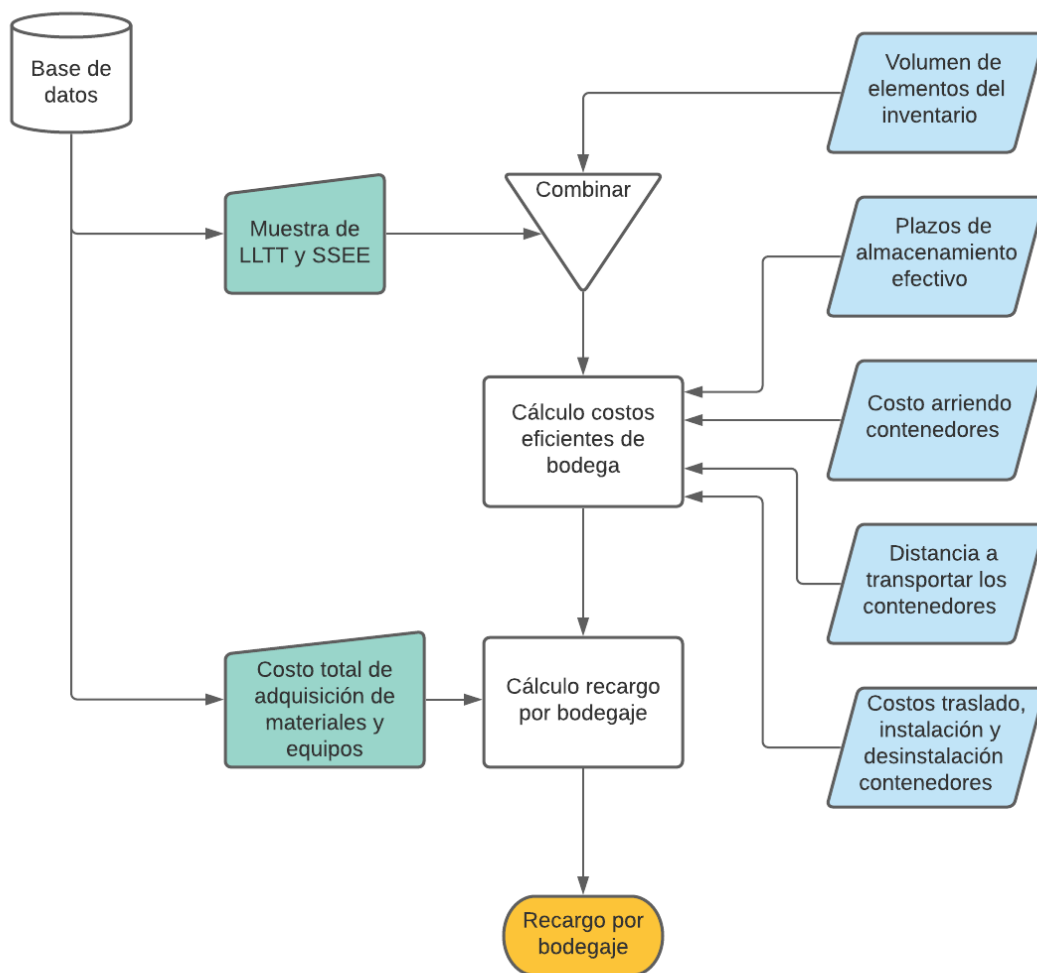 Base de
datos
Volumen de
elementos del
inventario
Combinar
Muestra de
LLTT y SSEE
Plazos de
almacenamiento
efectivo
Cálculo costos
eficientes de
bodega
Costo arriendo
contenedores
Distancia a
transportar los
contenedores
Costo total de
adquisición de
materiales y
equipos
Cálculo recargo
por bodegaje
Costos traslado,
instalación y
desinstalación
contenedores
Recargo por
bodegaje